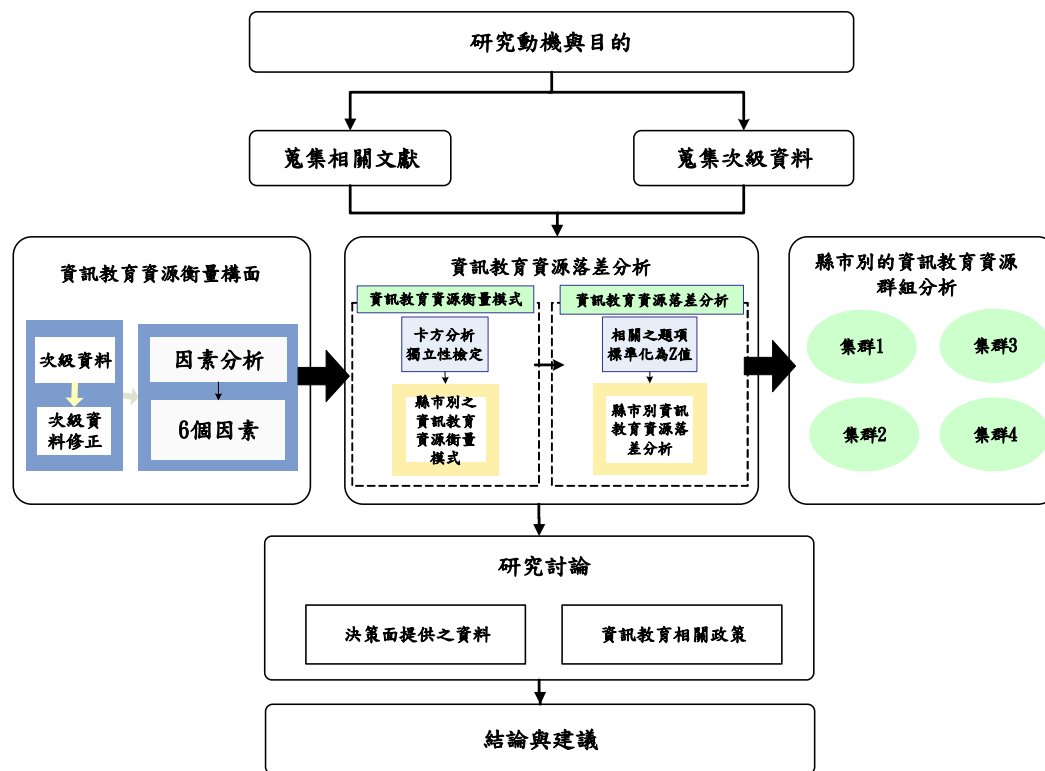 研究動機與目的
蒐集相關文獻
蒐集次級資料
資訊教育資源衡量構面
次級資料
次級資
料修正
因素分析
6個因素
資訊教育資源落差分析
資訊教育資源衡量模式
卡方分析
獨立性檢定
縣市別之
資訊教育
資源衡量
模式
資訊教育資源落差分析
相關之題項
標準化為Z值
縣市別資訊
教育資源落
差分析
縣市別的資訊教育資源
群組分析
集群1
集群3
集群2
集群4
研究討論
決策面提供之資料
資訊教育相關政策
結論與建議